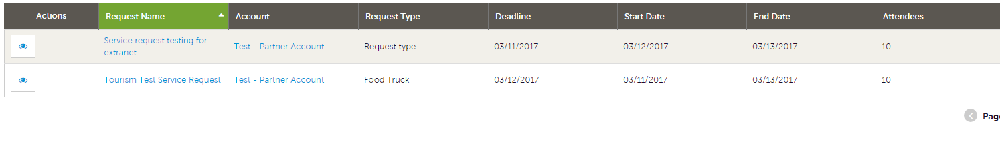 Actions Request Name Account Request Type Deadline Start Date End Date Attendees
Service request testing for
extranet Test - Partner Account Request type 03/11/2017 03/12/2017 03/13/2017 10
Tourism Test Service Request Test - Partner Account Food Truck 03/12/2017 03/11/2017 03/13/2017 10
Page